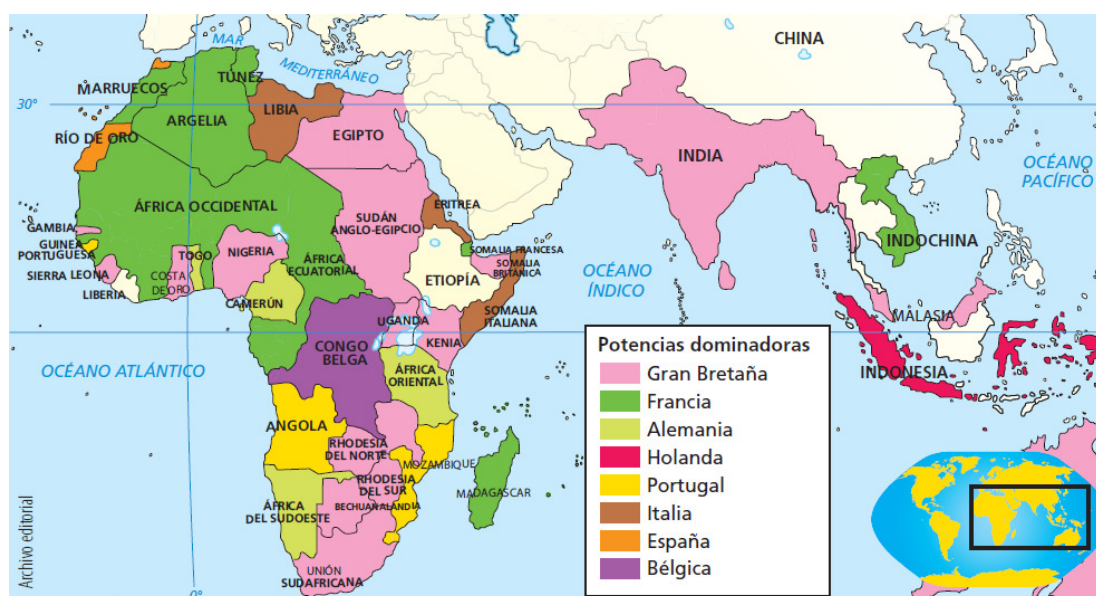 CHINA
MAR
MEDITERRÁNEO
TÚNEZ
MARRUECOS
30°
LIBIA
ARGELIA
EGIPTO
RÍO DE ORO
INDIA
OCÉANO
PACÍFICO
ÁFRICA OCCIDENTAL
ERITREA
SUDÁN
ANGLO-EGIPCIO
GAMBIA
GUINEA
PORTUGUESA
NIGERIA
TOGO
SOMALIA FRANCESA
SOMALIA
BRITÁNICA
INDOCHINA
ÁFRICA
ECUATORIAL
SIERRA LEONA
COSTA
DE ORO
ETIOPÍA
OCÉANO
ÍNDICO
LIBERIA
CAMERÚN
SOMALIA
ITALIANA
MALASIA
UGANDA
KENIA
CONGO
BELGA
OCÉANO ATLÁNTICO
ÁFRICA
ORIENTAL
INDONESIA
ANGOLA
RHODESIA
DEL NORTE
MOZAMBIQUE
RHODESIA
DEL SUR
MADAGASCAR
ÁFRICA
DEL SUDOESTE
BECHUANALANDIA
UNIÓN
SUDAFRICANA
0°
Archivo editorial
Potencias dominadoras
Gran Bretaña
Francia
Alemania
Holanda
Portugal
Italia
España
Bélgica